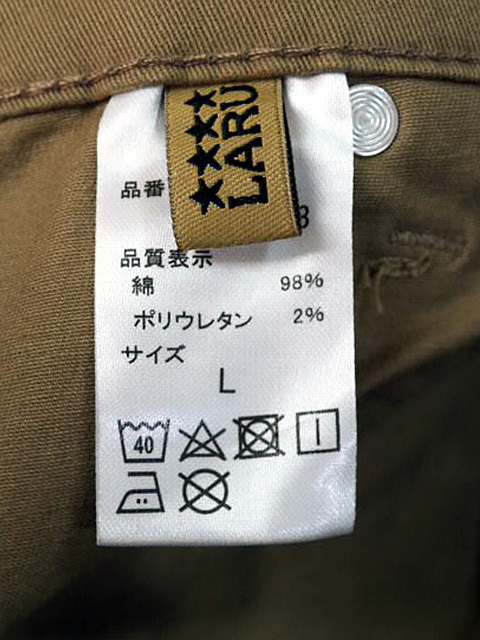 ★★★★
LARU
品番
3
品質表示
綿 98%
ポリウレタン 2%
サイズ
L
40